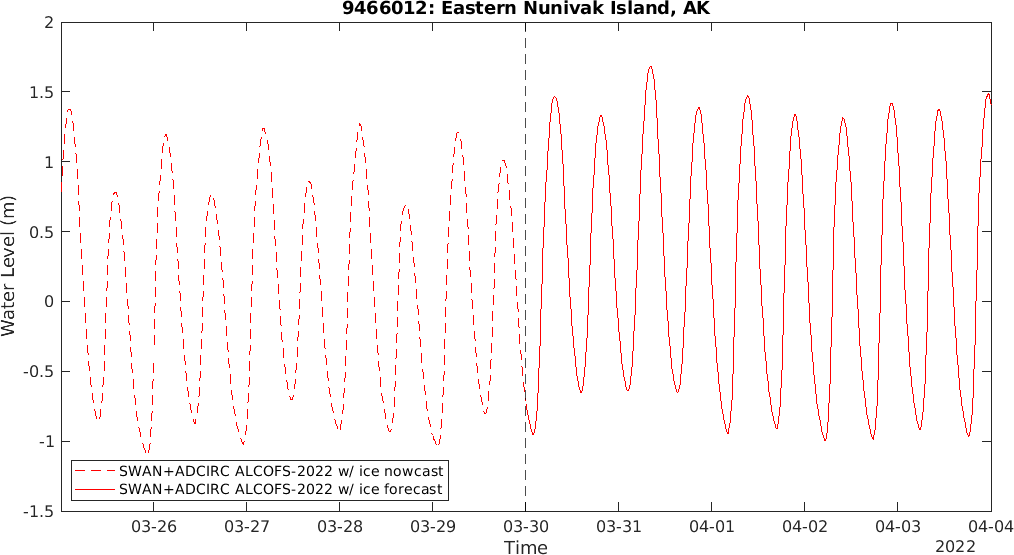 9466012: Eastern Nunivak Island, AK
2
1.5
1
0.5
0
-0.5
-1
-1.5
Water Level (m)
SWAN+ADCIRC ALCOFS-2022 w/ ice nowcast
SWAN+ADCIRC ALCOFS-2022 w/ ice forecast
03-26 03-27 03-28 03-29 03-30 03-31 04-01 04-02 04-03 04-04
Time
2022